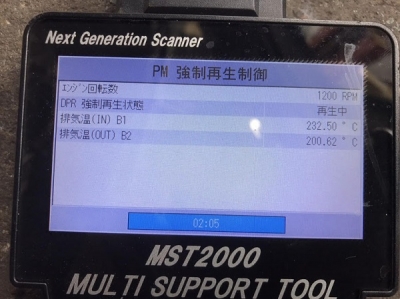 Next Generation Scanner
PM 強制再生制御
エンジン回転数 1200 RPM
DPR 強制再生状態 再生中
排気温(IN) B1 232.50 ° C
排気温(OUT) B2 200.62 ° C
02:05
MST2000
MULTI SUPPORT TOOL